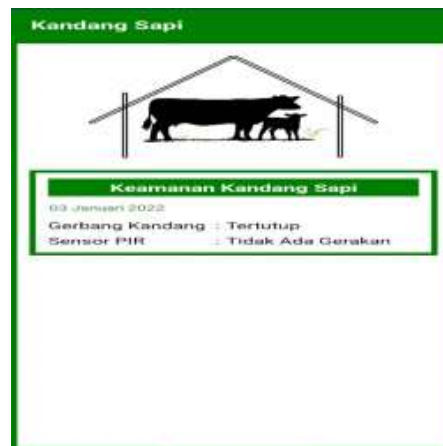 Kandang Sapi
Keamanan Kandang Sapi
03 Januari 2022
Gerbang Kandang : Tertutup
Sensor PIR : Tidak Ada Gerakan